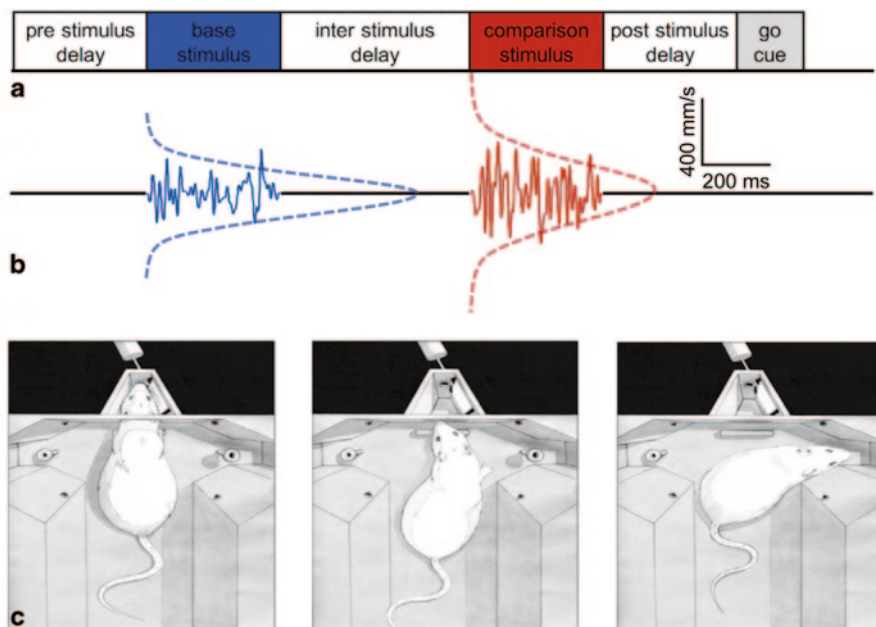 pre stimulus delay
base stimulus
inter stimulus delay
comparison stimulus
post stimulus delay
go cue
a
400 mm/s
200 ms
b
c